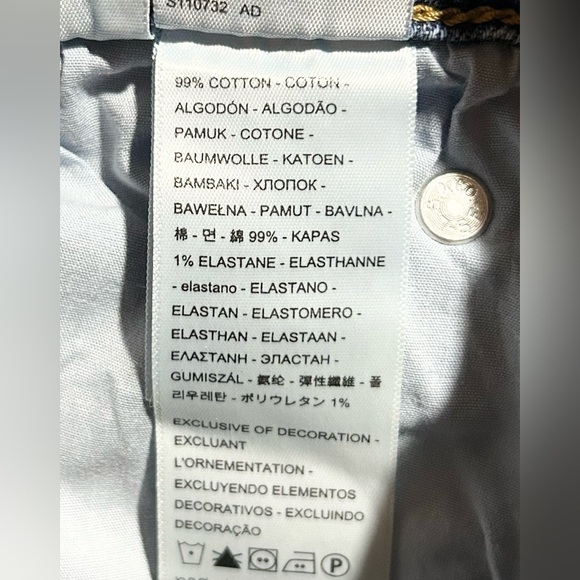 S110732 AD
99% COTTON - COTON -
ALGODÓN - ALGODÃO -
PAMUK - COTONE -
BAUMWOLLE - KATOEN -
BAMBAKI - ХЛОПОК -
BAWEŁNA - PAMUT - BAVLNA -
棉 - 면 - 綿 99% - KAPAS
1% ELASTANE - ELASTHANNE
- elastano - ELASTANO -
ELASTAN - ELASTOMERO -
ELASTHAN - ELASTAAN -
ΕΛΑΣΤΑΝΗ - ЭЛАСТАН -
GUMISZÁL - 氨纶 - 彈性纖維 - 폴
리우레탄 - ポリウレタン 1%
EXCLUSIVE OF DECORATION -
EXCLUANT
L'ORNEMENTATION -
EXCLUYENDO ELEMENTOS
DECORATIVOS - EXCLUINDO
DECORAÇÃO
P